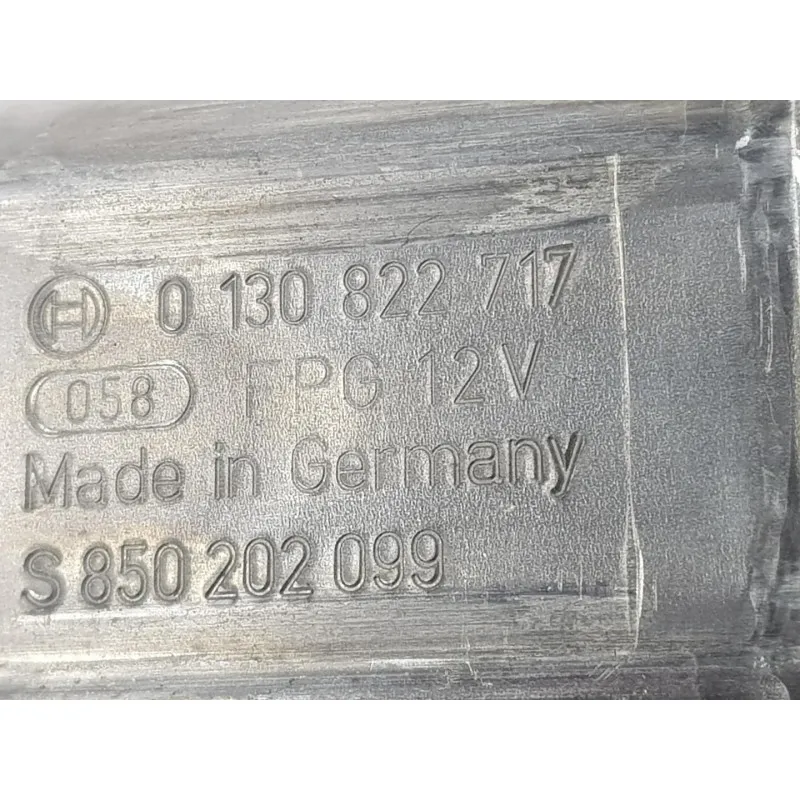 0 130 822 717
058 FPG 12V
Made in Germany
S 850 202 099